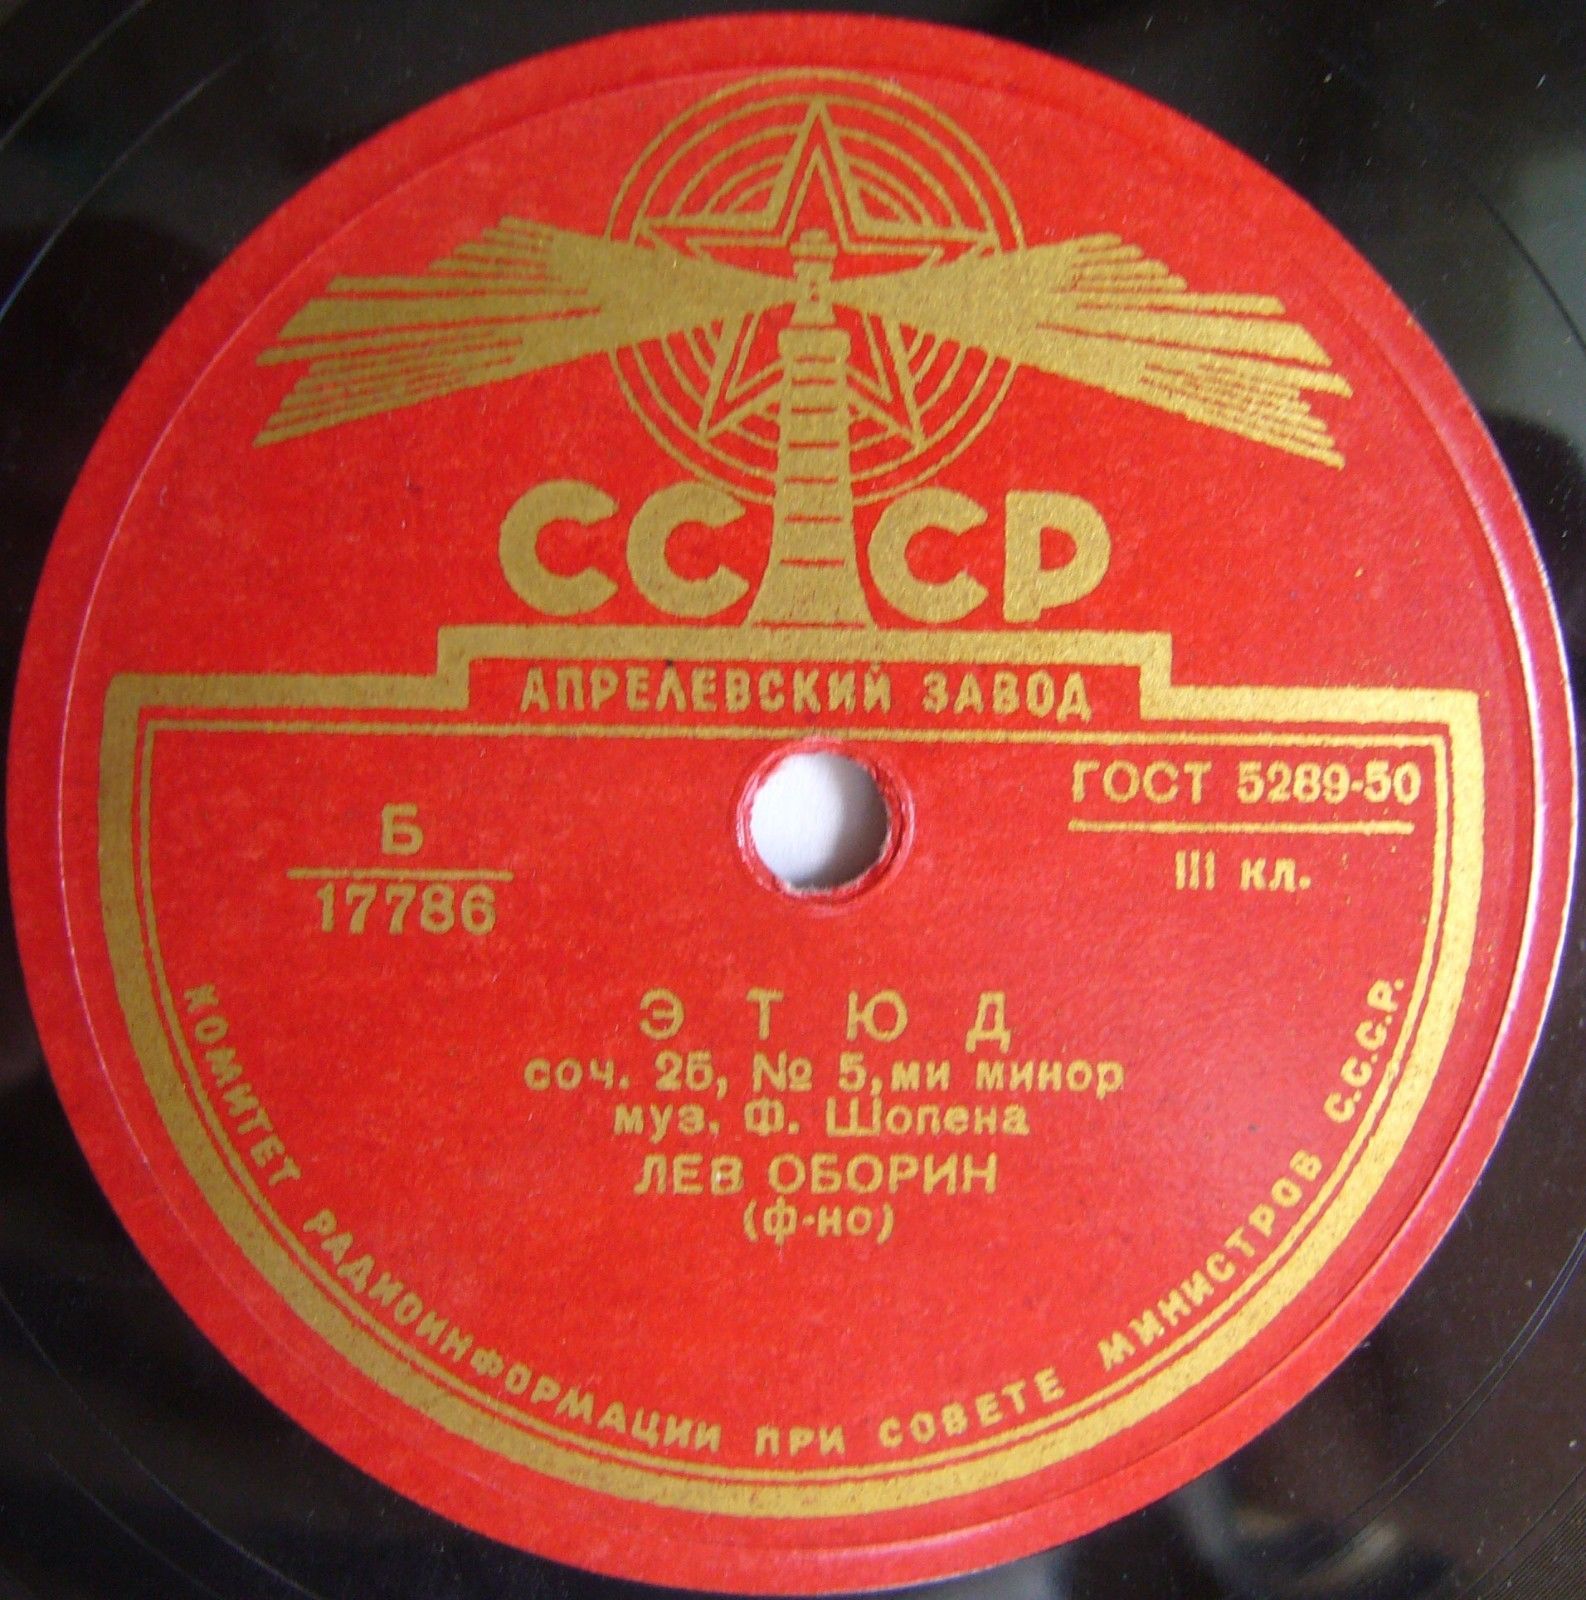 СССР
АПРЕЛЕВСКИЙ ЗАВОД
ГОСТ 5289-50
III кл.
Б
17786
ЭТЮД
соч. 25, № 5, ми минор
муз. Ф. Шопена
ЛЕВ ОБОРИН
(ф-но)
КОМИТЕТ РАДИОИНФОРМАЦИИ ПРИ СОВЕТЕ МИНИСТРОВ С.С.С.Р.